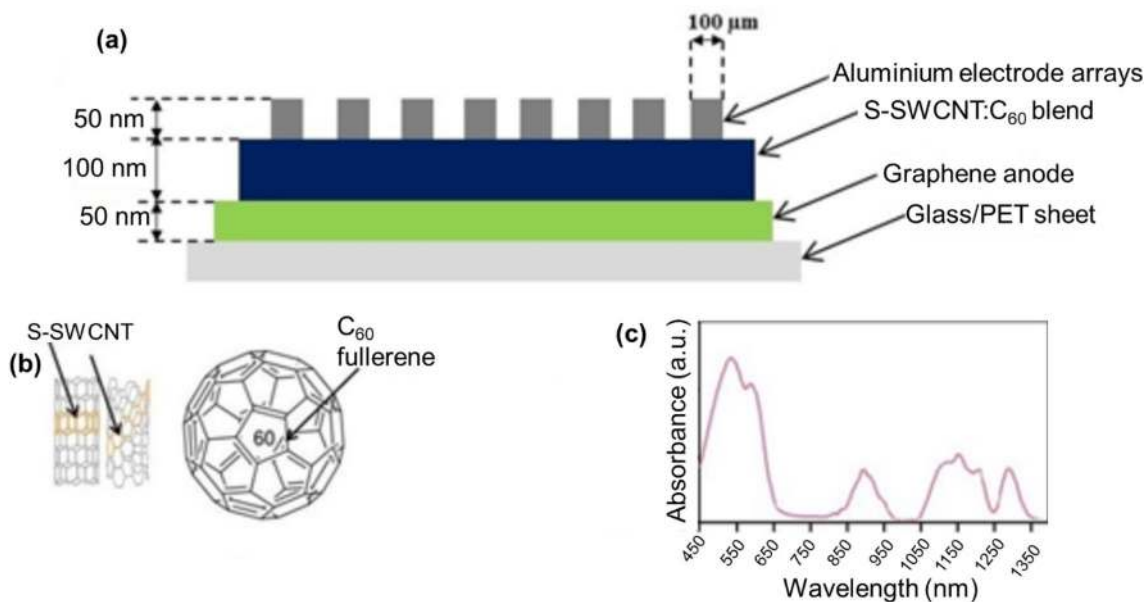 (a)
100 µm
Aluminium electrode arrays
50 nm
S-SWCNT:C₆₀ blend
100 nm
Graphene anode
50 nm
Glass/PET sheet
(b)
S-SWCNT
C₆₀
fullerene
60
(c)
Absorbance (a.u.)
450
550
650
750
850
950
1050
1150
1250
1350
Wavelength (nm)